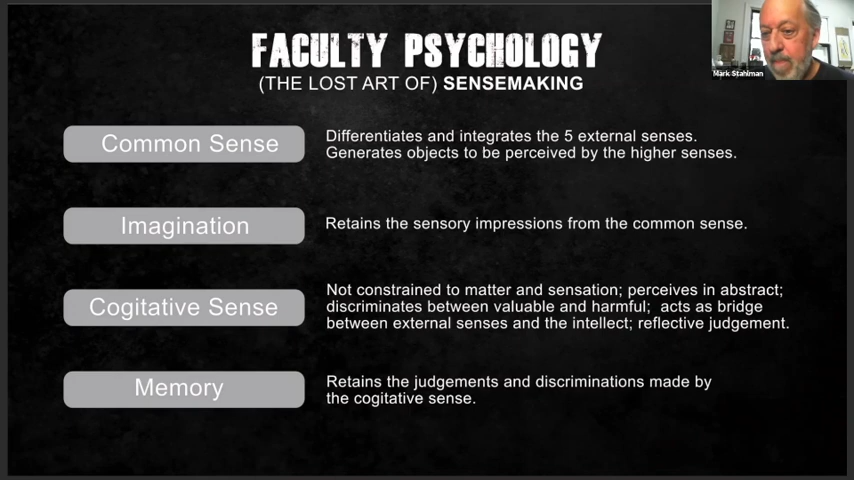 FACULTY PSYCHOLOGY
(THE LOST ART OF) SENSEMAKING
Mark Stahlman
Common Sense
Differentiates and integrates the 5 external senses.
Generates objects to be perceived by the higher senses.
Imagination
Retains the sensory impressions from the common sense.
Cogitative Sense
Not constrained to matter and sensation; perceives in abstract;
discriminates between valuable and harmful; acts as bridge
between external senses and the intellect; reflective judgement.
Memory
Retains the judgements and discriminations made by
the cogitative sense.